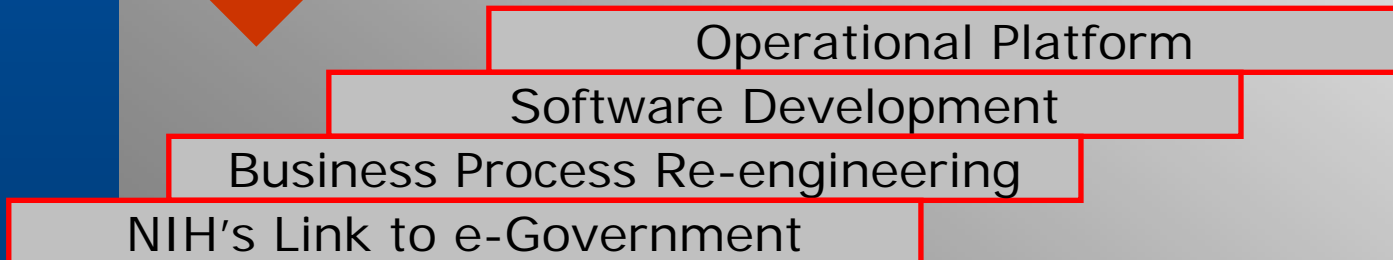 Operational Platform
Software Development
Business Process Re-engineering
NIH's Link to e-Government